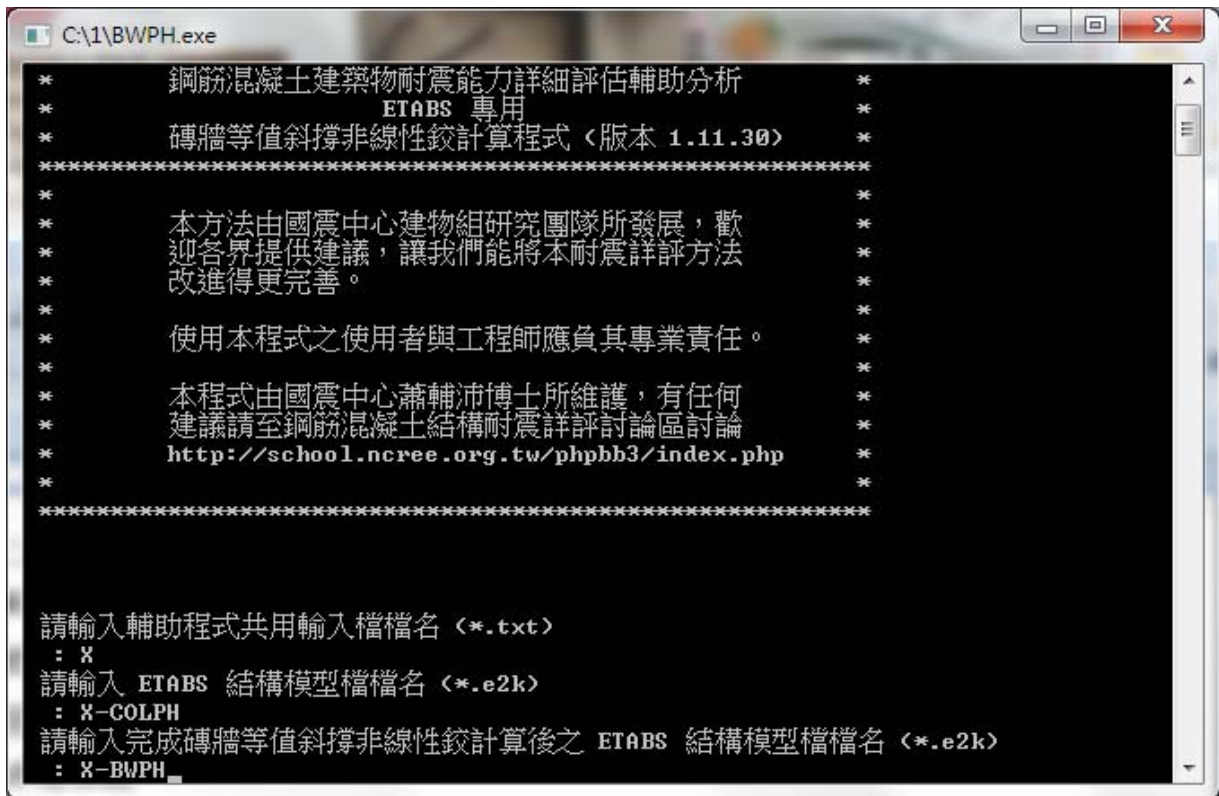 C:\1\BWPH.exe
* 鋼筋混凝土建築物耐震能力詳細評估輔助分析 *
* ETABS 專用 *
* 磚牆等值斜撐非線性鉸計算程式 (版本 1.11.30) *
**********************************************************
* *
* 本方法由國震中心建物組研究團隊所發展，歡 *
* 迎各界提供建議，讓我們能將本耐震詳評方法 *
* 改進得更完善。 *
* *
* 使用本程式之使用者與工程師應負其專業責任。 *
* *
* 本程式由國震中心蕭輔沛博士所維護，有任何 *
* 建議請至鋼筋混凝土結構耐震詳評討論區討論 *
* http://school.ncree.org.tw/phpbb3/index.php *
* *
**********************************************************
請輸入輔助程式共用輸入檔檔名 (*.txt)
: X
請輸入 ETABS 結構模型檔檔名 (*.e2k)
: X-COLPH
請輸入完成磚牆等值斜撐非線性鉸計算後之 ETABS 結構模型檔檔名 (*.e2k)
: X-BWPH_